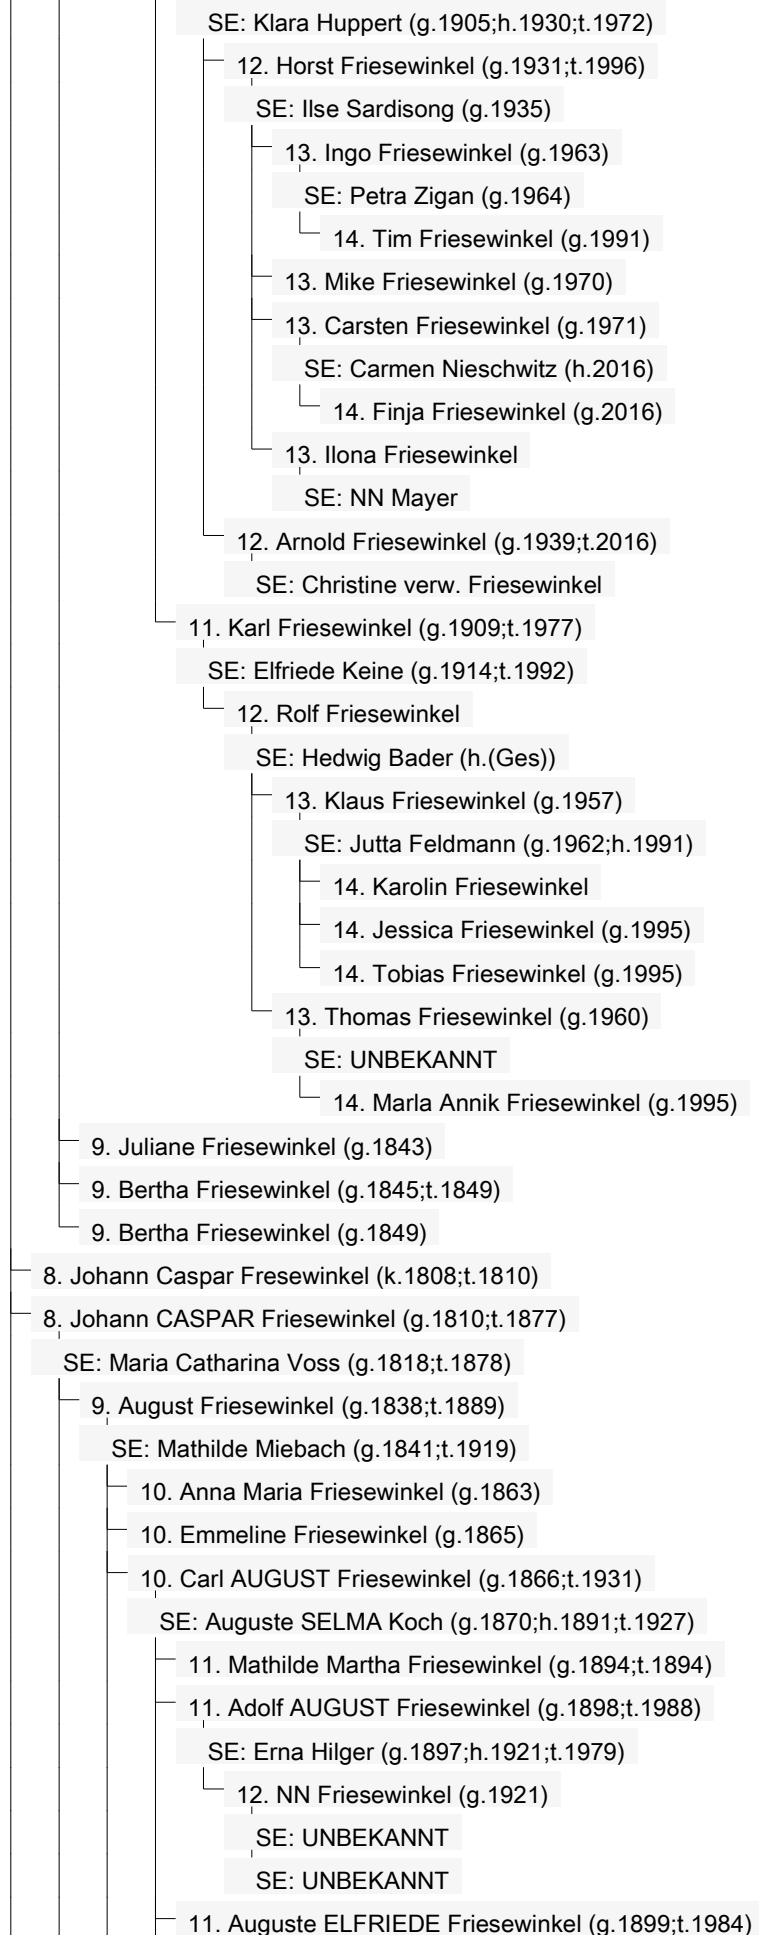 SE: Klara Huppert (g.1905;h.1930;t.1972)
12. Horst Friesewinkel (g.1931;t.1996)
SE: Ilse Sardisong (g.1935)
13. Ingo Friesewinkel (g.1963)
SE: Petra Zigan (g.1964)
14. Tim Friesewinkel (g.1991)
13. Mike Friesewinkel (g.1970)
13. Carsten Friesewinkel (g.1971)
SE: Carmen Nieschwitz (h.2016)
14. Finja Friesewinkel (g.2016)
13. Ilona Friesewinkel
SE: NN Mayer
12. Arnold Friesewinkel (g.1939;t.2016)
SE: Christine verw. Friesewinkel
11. Karl Friesewinkel (g.1909;t.1977)
SE: Elfriede Keine (g.1914;t.1992)
12. Rolf Friesewinkel
SE: Hedwig Bader (h.(Ges))
13. Klaus Friesewinkel (g.1957)
SE: Jutta Feldmann (g.1962;h.1991)
14. Karolin Friesewinkel
14. Jessica Friesewinkel (g.1995)
14. Tobias Friesewinkel (g.1995)
13. Thomas Friesewinkel (g.1960)
SE: UNBEKANNT
14. Marla Annik Friesewinkel (g.1995)
9. Juliane Friesewinkel (g.1843)
9. Bertha Friesewinkel (g.1845;t.1849)
9. Bertha Friesewinkel (g.1849)
8. Johann Caspar Fresewinkel (k.1808;t.1810)
8. Johann CASPAR Friesewinkel (g.1810;t.1877)
SE: Maria Catharina Voss (g.1818;t.1878)
9. August Friesewinkel (g.1838;t.1889)
SE: Mathilde Miebach (g.1841;t.1919)
10. Anna Maria Friesewinkel (g.1863)
10. Emmeline Friesewinkel (g.1865)
10. Carl AUGUST Friesewinkel (g.1866;t.1931)
SE: Auguste SELMA Koch (g.1870;h.1891;t.1927)
11. Mathilde Martha Friesewinkel (g.1894;t.1894)
11. Adolf AUGUST Friesewinkel (g.1898;t.1988)
SE: Erna Hilger (g.1897;h.1921;t.1979)
12. NN Friesewinkel (g.1921)
SE: UNBEKANNT
SE: UNBEKANNT
11. Auguste ELFRIEDE Friesewinkel (g.1899;t.1984)